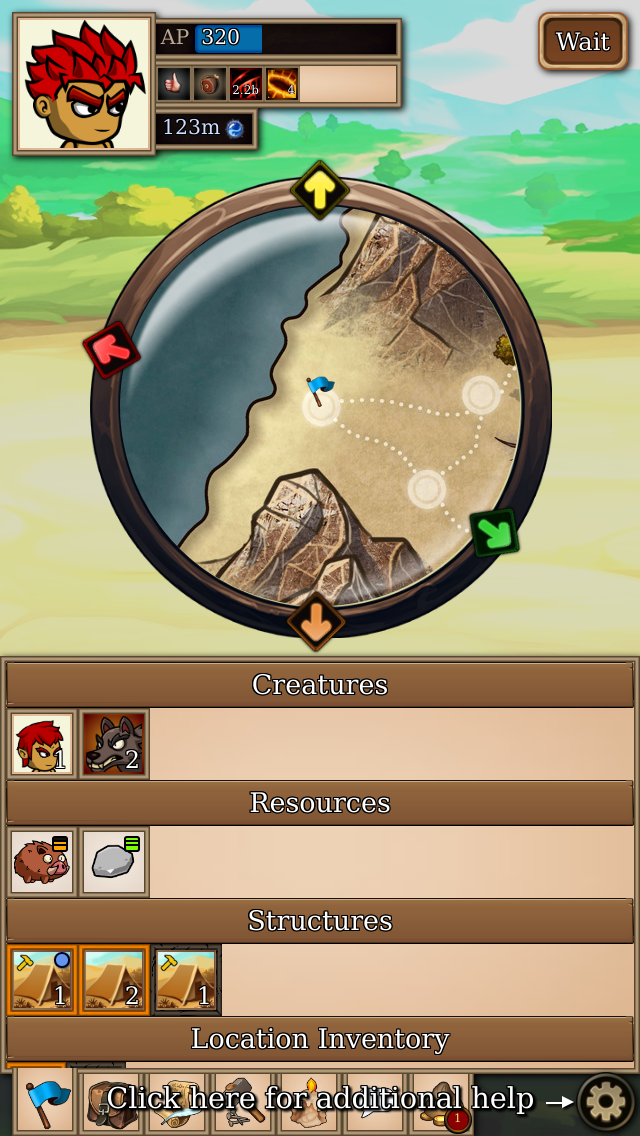 AP 320
Wait
2.2b
4
123m
Creatures
1
2
Resources
Structures
1
2
1
Location Inventory
Click here for additional help
1